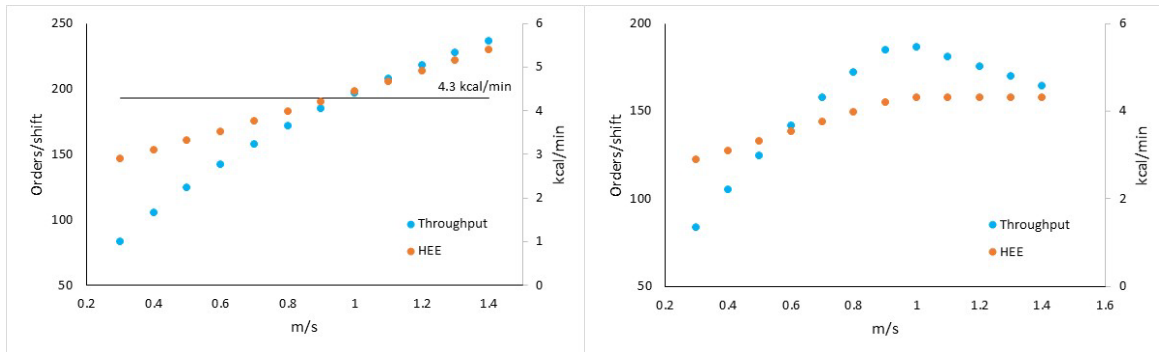 250
200
150
100
50
Orders/shift
6
5
4
3
2
1
0
kcal/min
4.3 kcal/min
Throughput
HEE
0.2 0.4 0.6 0.8 1 1.2 1.4
m/s
200
150
100
50
Orders/shift
6
4
2
0
kcal/min
Throughput
HEE
0.2 0.4 0.6 0.8 1 1.2 1.4 1.6
m/s